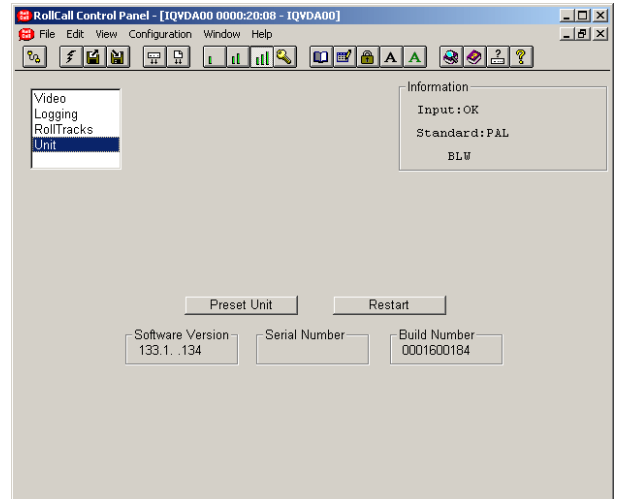 RollCall Control Panel - [IQVDA00 0000:20:08 - IQVDA00]
File Edit View Configuration Window Help
A A ?
Video
Logging
RollTracks
Unit
Information
Input:OK
Standard:PAL
BLW
Preset Unit Restart
Software Version Serial Number Build Number
133.1. .134 0001600184